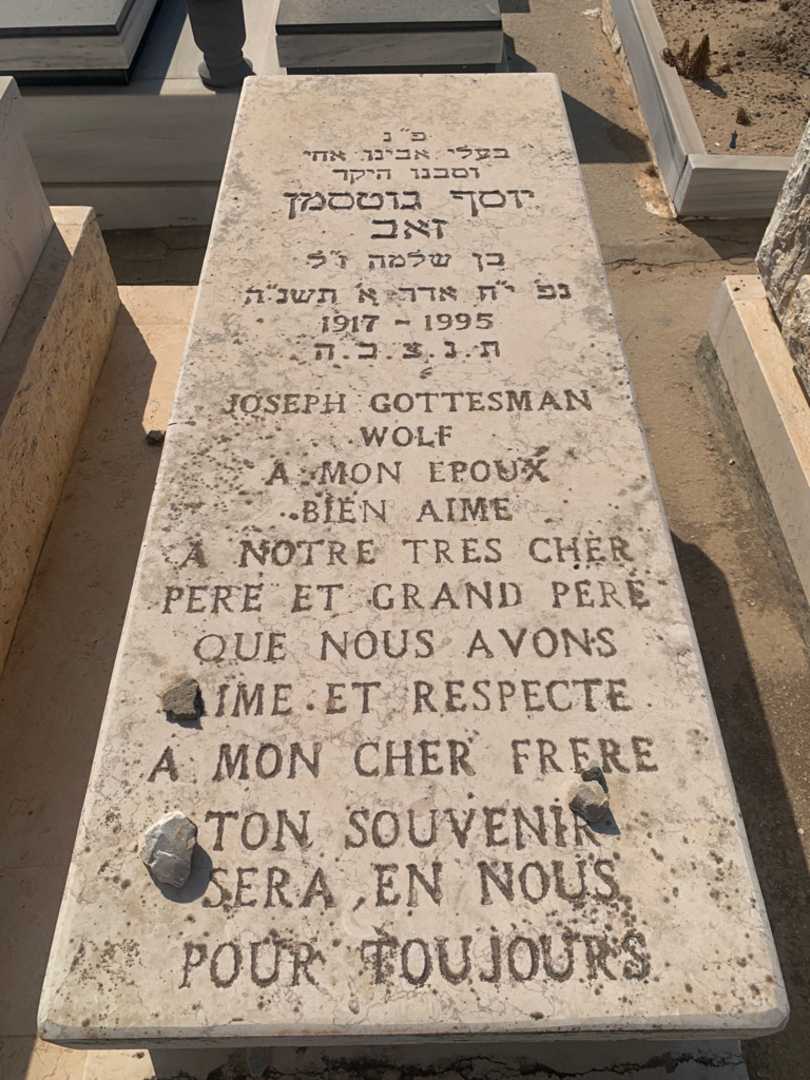 פ"נ
בעלי אבינו אחי
וסבנו היקר
יוסף גוטסמן
זאב
בן שלמה ז"ל
נפ' י"ח אדר א' תשנ"ה
1917 - 1995
ת.נ.צ.ב.ה
JOSEPH GOTTESMAN
WOLF
A MON EPOUX
BIEN AIME
A NOTRE TRES CHER
PERE ET GRAND PERE
QUE NOUS AVONS
AIME ET RESPECTE
A MON CHER FRERE
TON SOUVENIR
SERA EN NOUS
POUR TOUJOURS